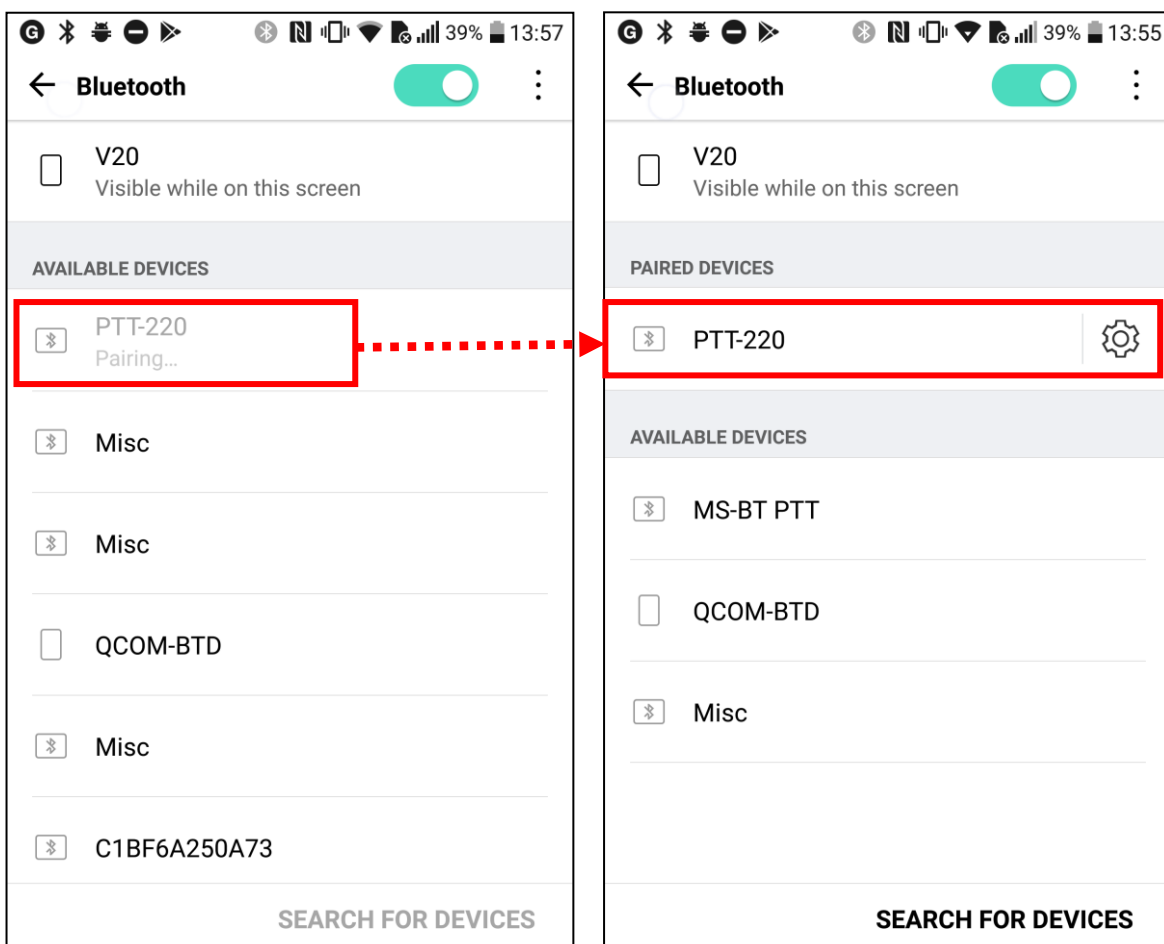 39% 13:57
Bluetooth
V20
Visible while on this screen
AVAILABLE DEVICES
PTT-220
Pairing...
Misc
Misc
QCOM-BTD
Misc
C1BF6A250A73
SEARCH FOR DEVICES
39% 13:55
Bluetooth
V20
Visible while on this screen
PAIRED DEVICES
PTT-220
AVAILABLE DEVICES
MS-BT PTT
QCOM-BTD
Misc
SEARCH FOR DEVICES